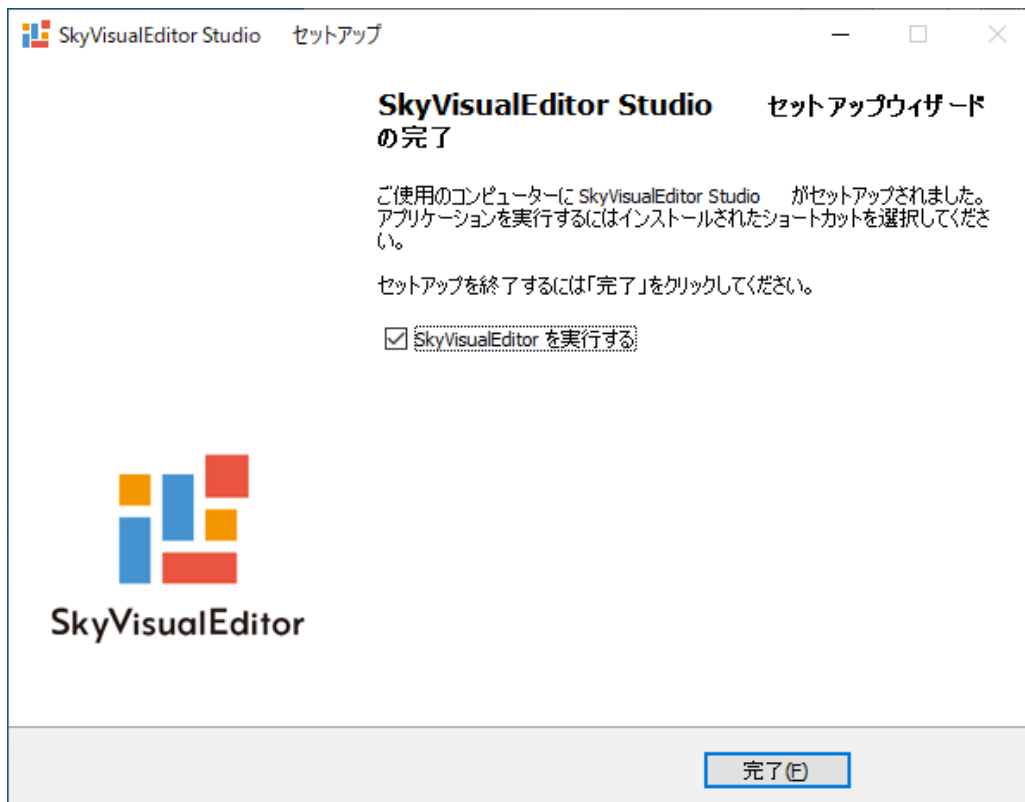 SkyVisualEditor Studio セットアップ
SkyVisualEditor Studio セットアップウィザード
の完了
ご使用のコンピューターに SkyVisualEditor Studio がセットアップされました。
アプリケーションを実行するにはインストールされたショートカットを選択してくださ
い。
セットアップを終了するには「完了」をクリックしてください。
SkyVisualEditor を実行する
SkyVisualEditor
完了(F)